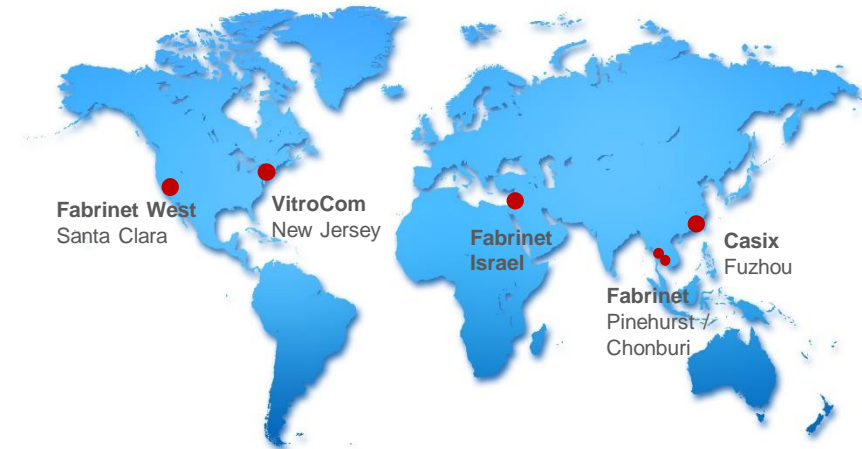 Fabrinet West
Santa Clara
VitroCom
New Jersey
Fabrinet
Israel
Casix
Fuzhou
Fabrinet
Pinehurst /
Chonburi